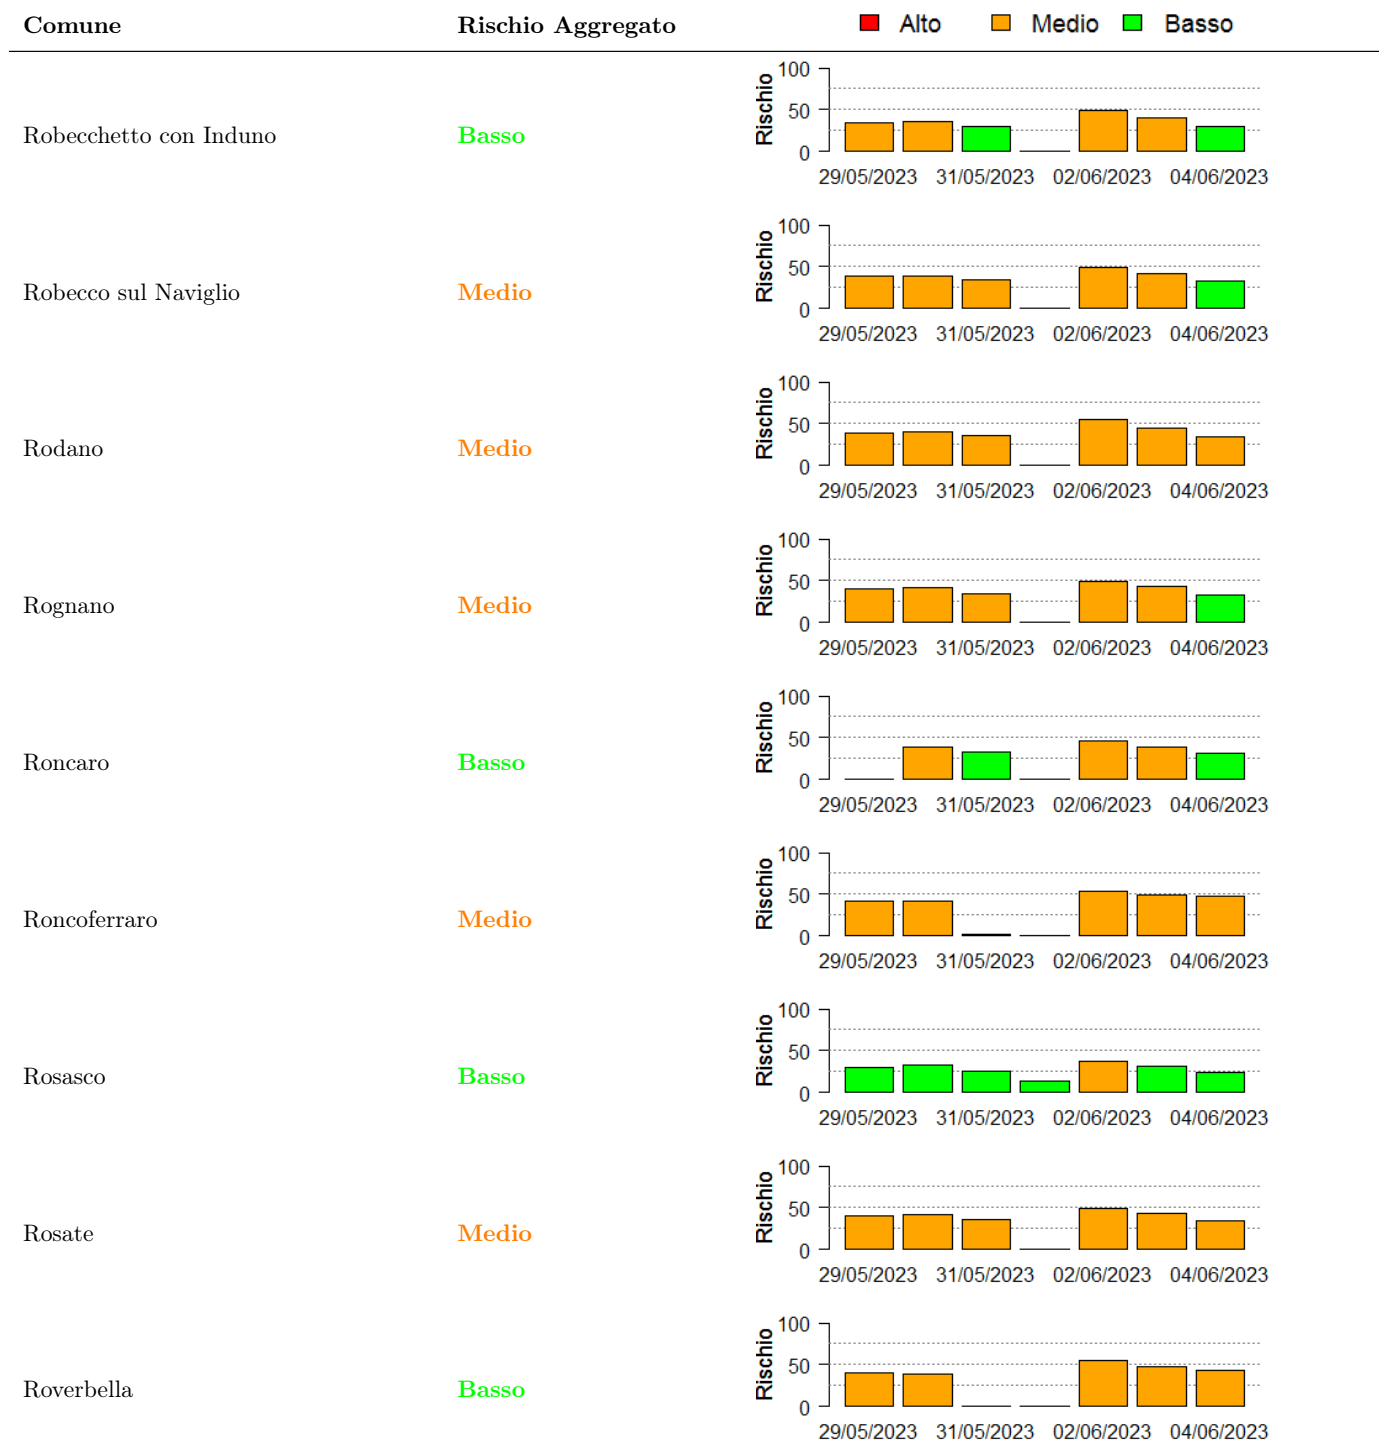 Comune Rischio Aggregato Alto Medio Basso
100
50
0
Rischio
Robecchetto con Induno Basso
29/05/2023 31/05/2023 02/06/2023 04/06/2023
100
50
0
Rischio
Robecco sul Naviglio Medio
29/05/2023 31/05/2023 02/06/2023 04/06/2023
100
50
0
Rischio
Rodano Medio
29/05/2023 31/05/2023 02/06/2023 04/06/2023
100
50
0
Rischio
Rognano Medio
29/05/2023 31/05/2023 02/06/2023 04/06/2023
100
50
0
Rischio
Roncaro Basso
29/05/2023 31/05/2023 02/06/2023 04/06/2023
100
50
0
Rischio
Roncoferraro Medio
29/05/2023 31/05/2023 02/06/2023 04/06/2023
100
50
0
Rischio
Rosasco Basso
29/05/2023 31/05/2023 02/06/2023 04/06/2023
100
50
0
Rischio
Rosate Medio
29/05/2023 31/05/2023 02/06/2023 04/06/2023
100
50
0
Rischio
Roverbella Basso
29/05/2023 31/05/2023 02/06/2023 04/06/2023